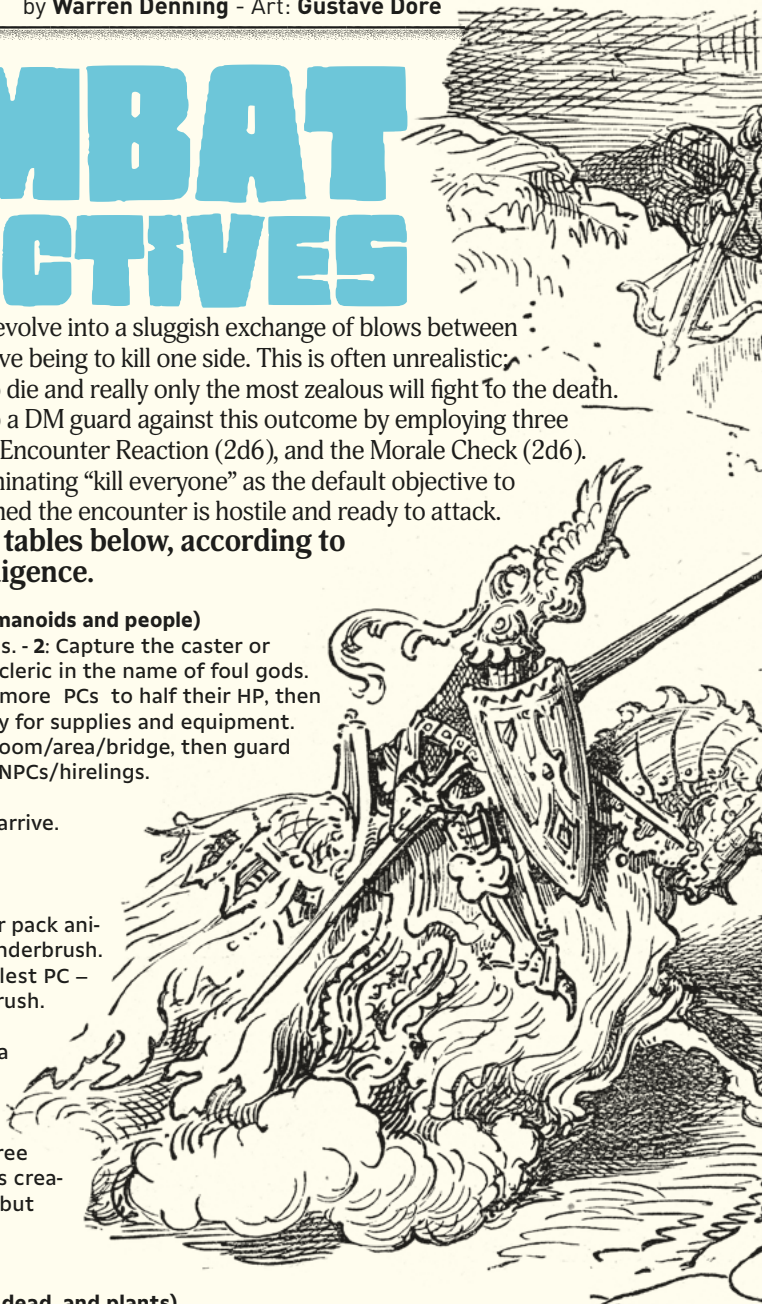 by Warren Denning - Art: Gustave Doré
MBAT
CTIVES
evolve into a sluggish exchange of blows between
ve being to kill one side. This is often unrealistic;
die and really only the most zealous will fight to the death.
a DM guard against this outcome by employing three
Encounter Reaction (2d6), and the Morale Check (2d6).
minating “kill everyone” as the default objective to
ned the encounter is hostile and ready to attack.
tables below, according to
ligence.
manoids and people)
s. - 2: Capture the caster or
cleric in the name of foul gods.
more PCs to half their HP, then
y for supplies and equipment.
oom/area/bridge, then guard
NPCs/hirelings.
arrive.
r pack ani-
nderbrush.
lest PC –
rush.
a
ree
s crea-
but
dead, and plants)